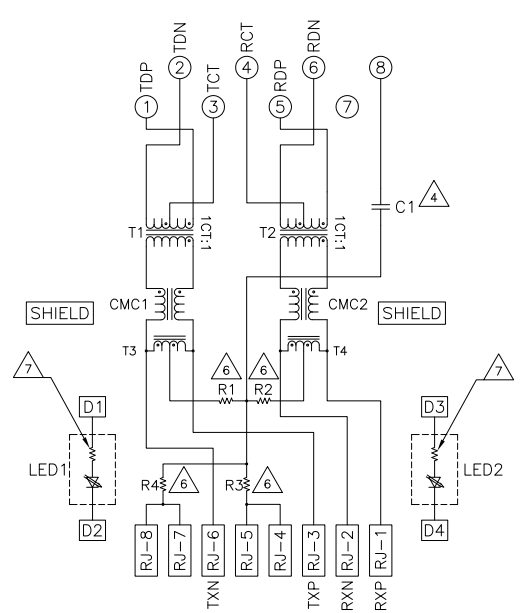 TDP
TDN
TCT
RCT
RDP
RDN
1
2
3
4
5
6
7
8
C1
4
T1
1CT:1
T2
1CT:1
CMC1
CMC2
SHIELD
SHIELD
T3
T4
7
6
R1
6
R2
7
D1
D3
LED1
LED2
R4
6
R3
6
D2
D4
RJ-8
RJ-7
RJ-6
RJ-5
RJ-4
RJ-3
RJ-2
RJ-1
TXN
TXP
RXN
RXP